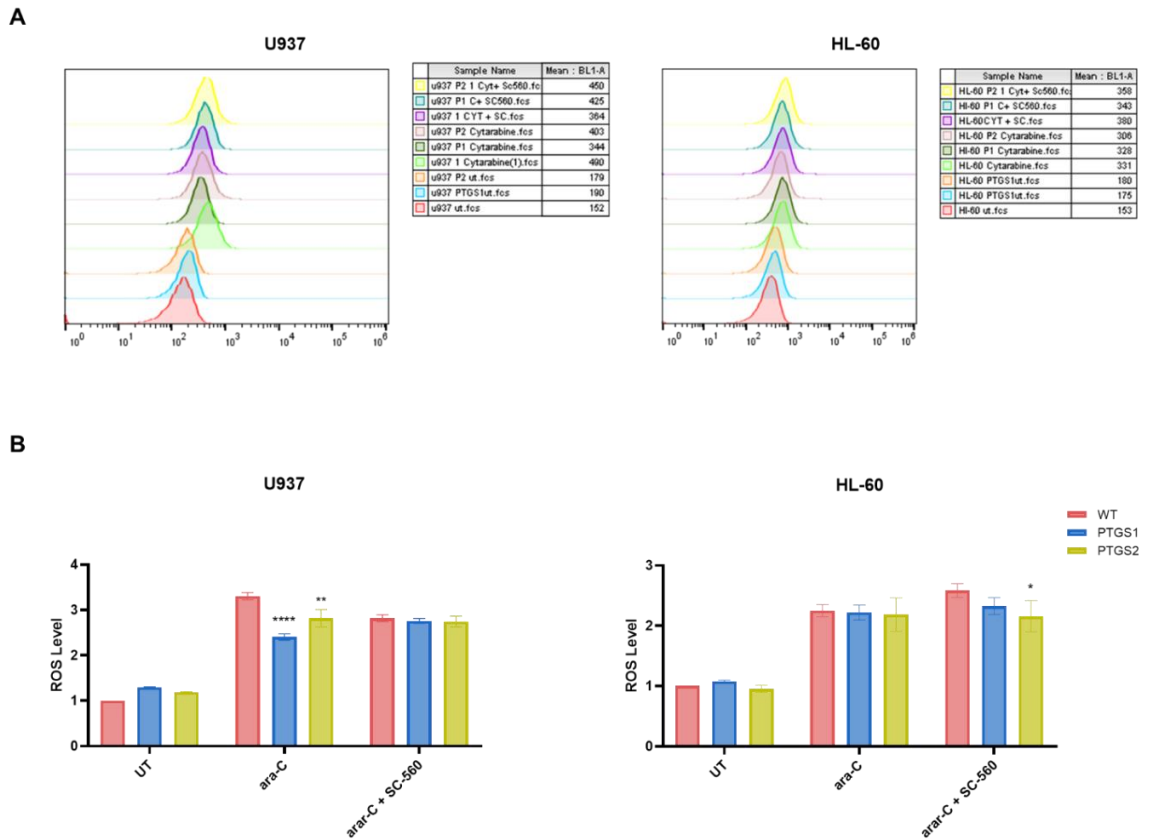 A
U937
HL-60
Sample Name Mean : BL1-A
u937 P2 1 Cyt+ Sc560.fc 450
u937 P1 C+ SC560.fcs 425
u937 1 CYT + SC.fcs 364
u937 P2 Cytarabine.fcs 403
u937 P1 Cytarabine.fcs 344
u937 1 Cytarabine(1).fcs 490
u937 P2 ut.fcs 179
u937 PTGS1ut.fcs 190
u937 ut.fcs 152
10^0 10^1 10^2 10^3 10^4 10^5 10^6
Sample Name Mean : BL1-A
HL-60 P2 1 Cyt+ Sc560.fc 358
Hl-60 P1 C+ SC560.fcs 343
HL-60CYT + SC.fcs 380
HL-60 P2 Cytarabine.fcs 306
Hl-60 P1 Cytarabine.fcs 328
HL-60 Cytarabine.fcs 331
HL-60 PTGS1ut.fcs 180
HL-60 PTGS1ut.fcs 175
Hl-60 ut.fcs 153
10^0 10^1 10^2 10^3 10^4 10^5 10^6
B
U937
HL-60
WT
PTGS1
PTGS2
ROS Level
4
3
2
1
0
****
**
UT
ara-C
arar-C + SC-560
ROS Level
3
2
1
0
*
UT
ara-C
arar-C + SC-560